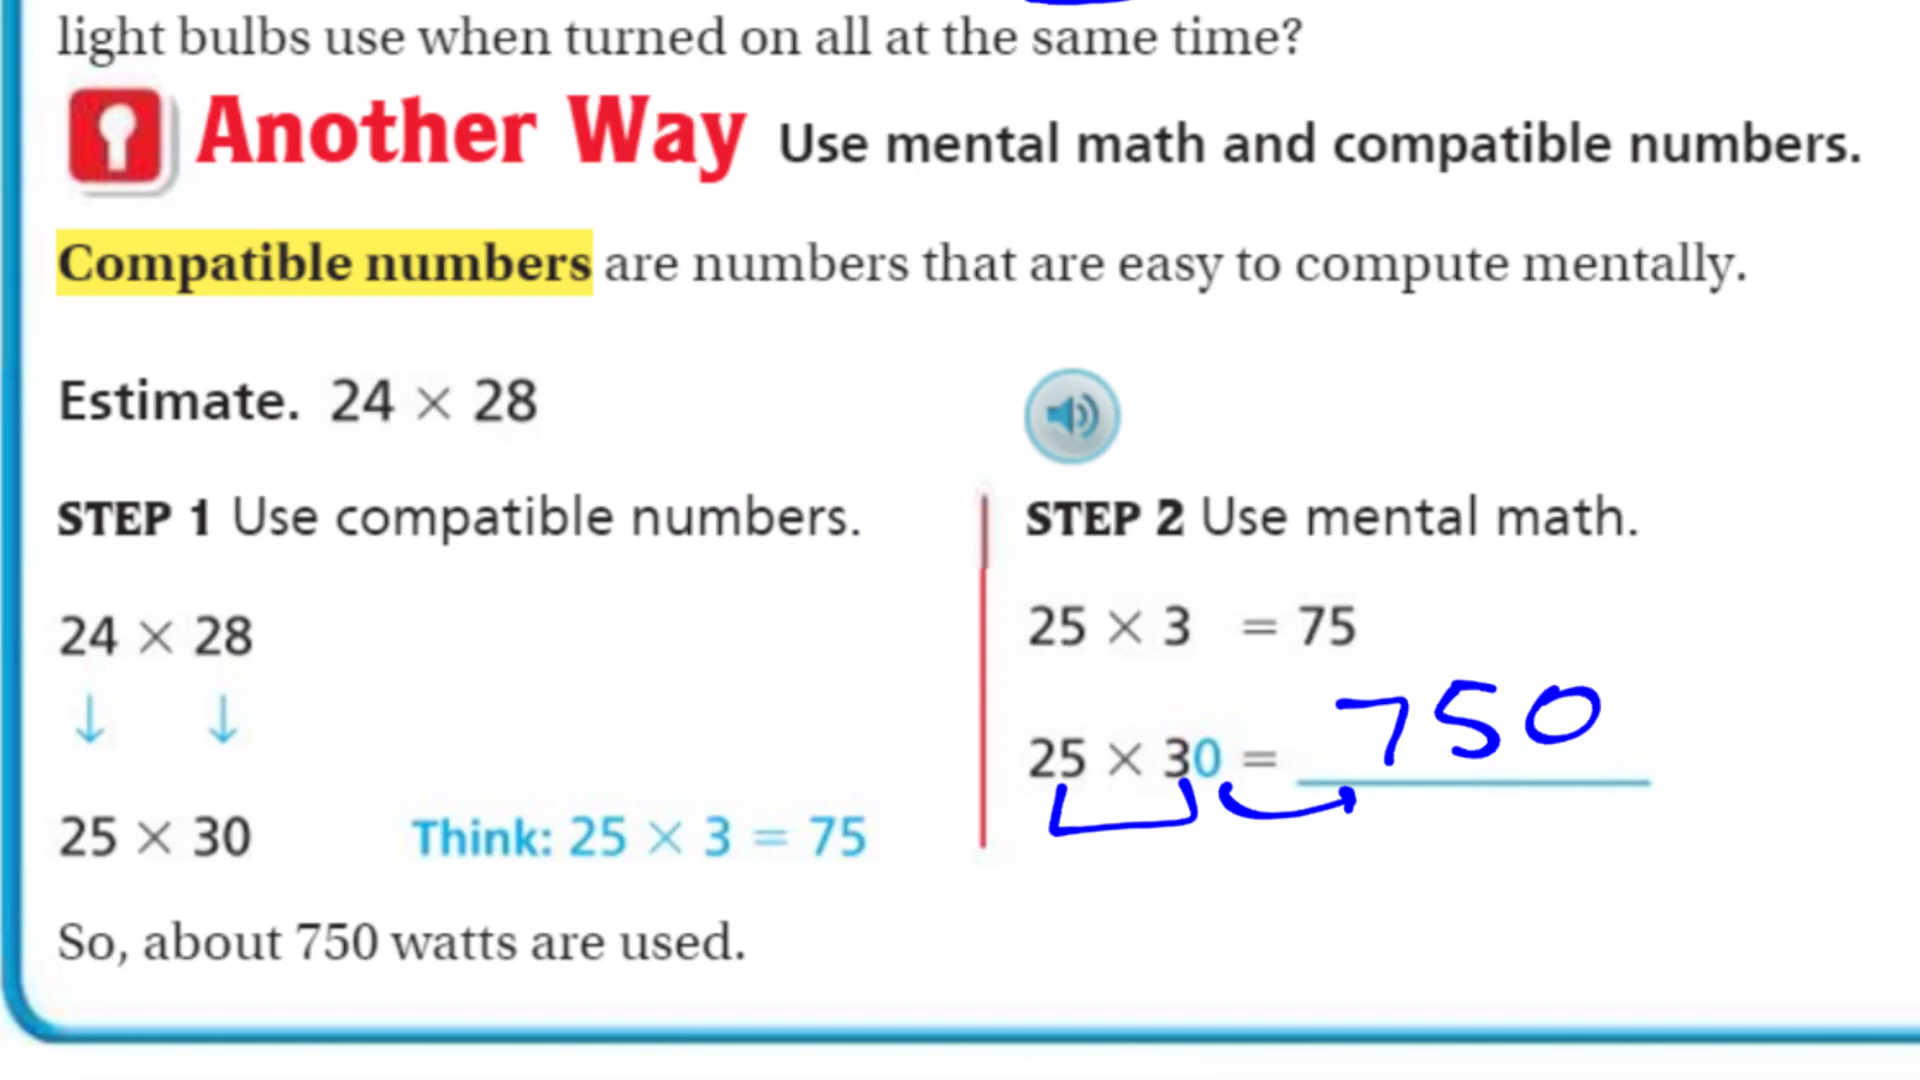 light bulbs use when turned on all at the same time?
Another Way Use mental math and compatible numbers.
Compatible numbers are numbers that are easy to compute mentally.
Estimate. 24 × 28
STEP 1 Use compatible numbers.
24 × 28
↓ ↓
25 × 30 Think: 25 × 3 = 75
STEP 2 Use mental math.
25 × 3 = 75
25 × 30 = 750
So, about 750 watts are used.